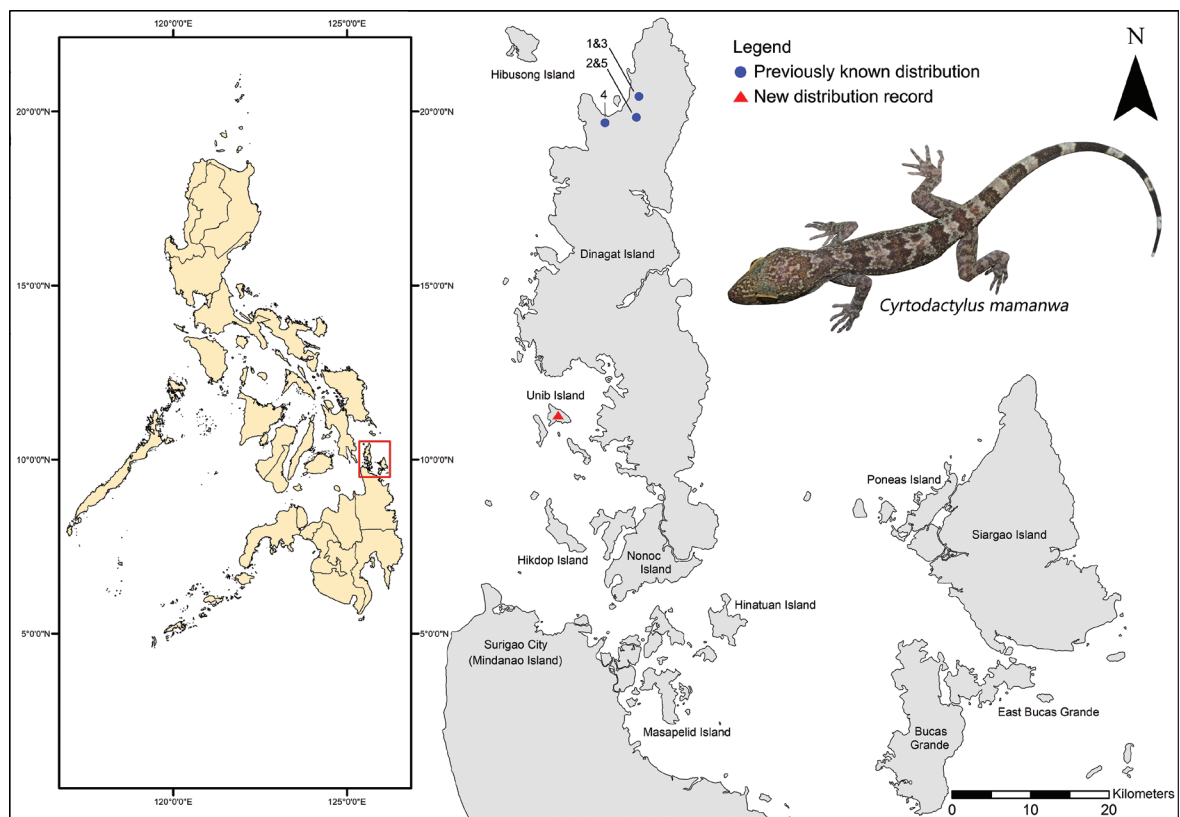 120°0'0"E
125°0'0"E
20°0'0"N
15°0'0"N
10°0'0"N
5°0'0"N
20°0'0"N
15°0'0"N
10°0'0"N
5°0'0"N
120°0'0"E
125°0'0"E
Hibusong Island
1&3
2&5
4
Legend
Previously known distribution
New distribution record
N
Dinagat Island
Cyrtodactylus mamanwa
Unib Island
Poneas Island
Siargao Island
Hikdop Island
Nonoc
Island
Hinatuan Island
Surigao City
(Mindanao Island)
Masapelid Island
East Bucas Grande
Bucas
Grande
Kilometers
0 10 20